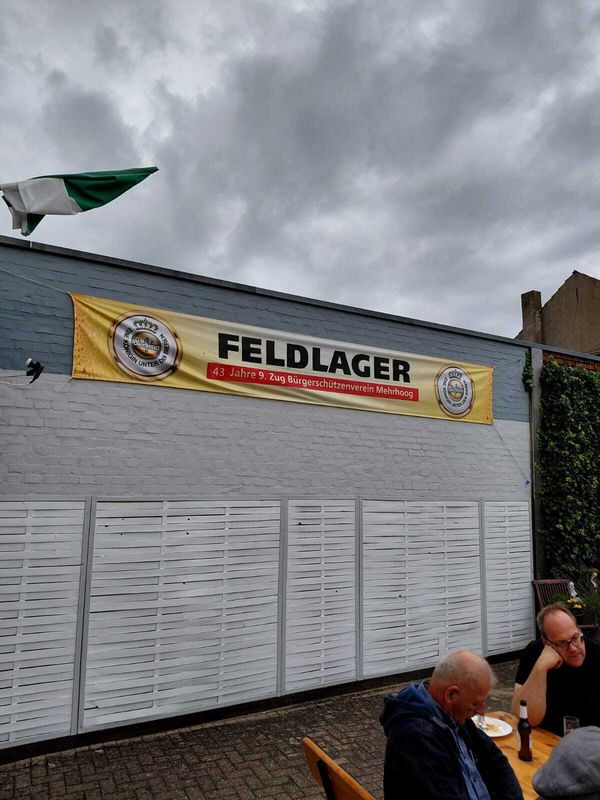 FELDLAGER
43 Jahre 9. Zug Bürgerschützenverein Mehrhoog